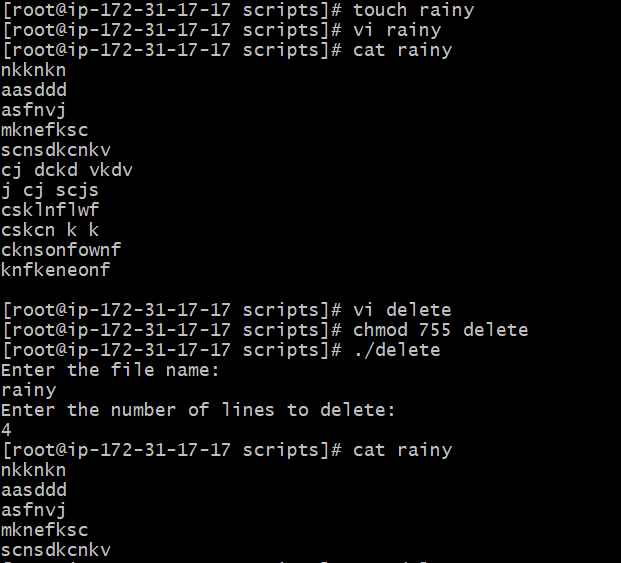 [root@ip-172-31-17-17 scripts]# touch rainy
[root@ip-172-31-17-17 scripts]# vi rainy
[root@ip-172-31-17-17 scripts]# cat rainy
nkknkn
aasddd
asfnvj
mknefksc
scnsdkcnkv
cj dckd vkdv
j cj scjs
csklnflwf
cskcn k k
cknsonfownf
knfkeneonf
[root@ip-172-31-17-17 scripts]# vi delete
[root@ip-172-31-17-17 scripts]# chmod 755 delete
[root@ip-172-31-17-17 scripts]# ./delete
Enter the file name:
rainy
Enter the number of lines to delete:
4
[root@ip-172-31-17-17 scripts]# cat rainy
nkknkn
aasddd
asfnvj
mknefksc
scnsdkcnkv